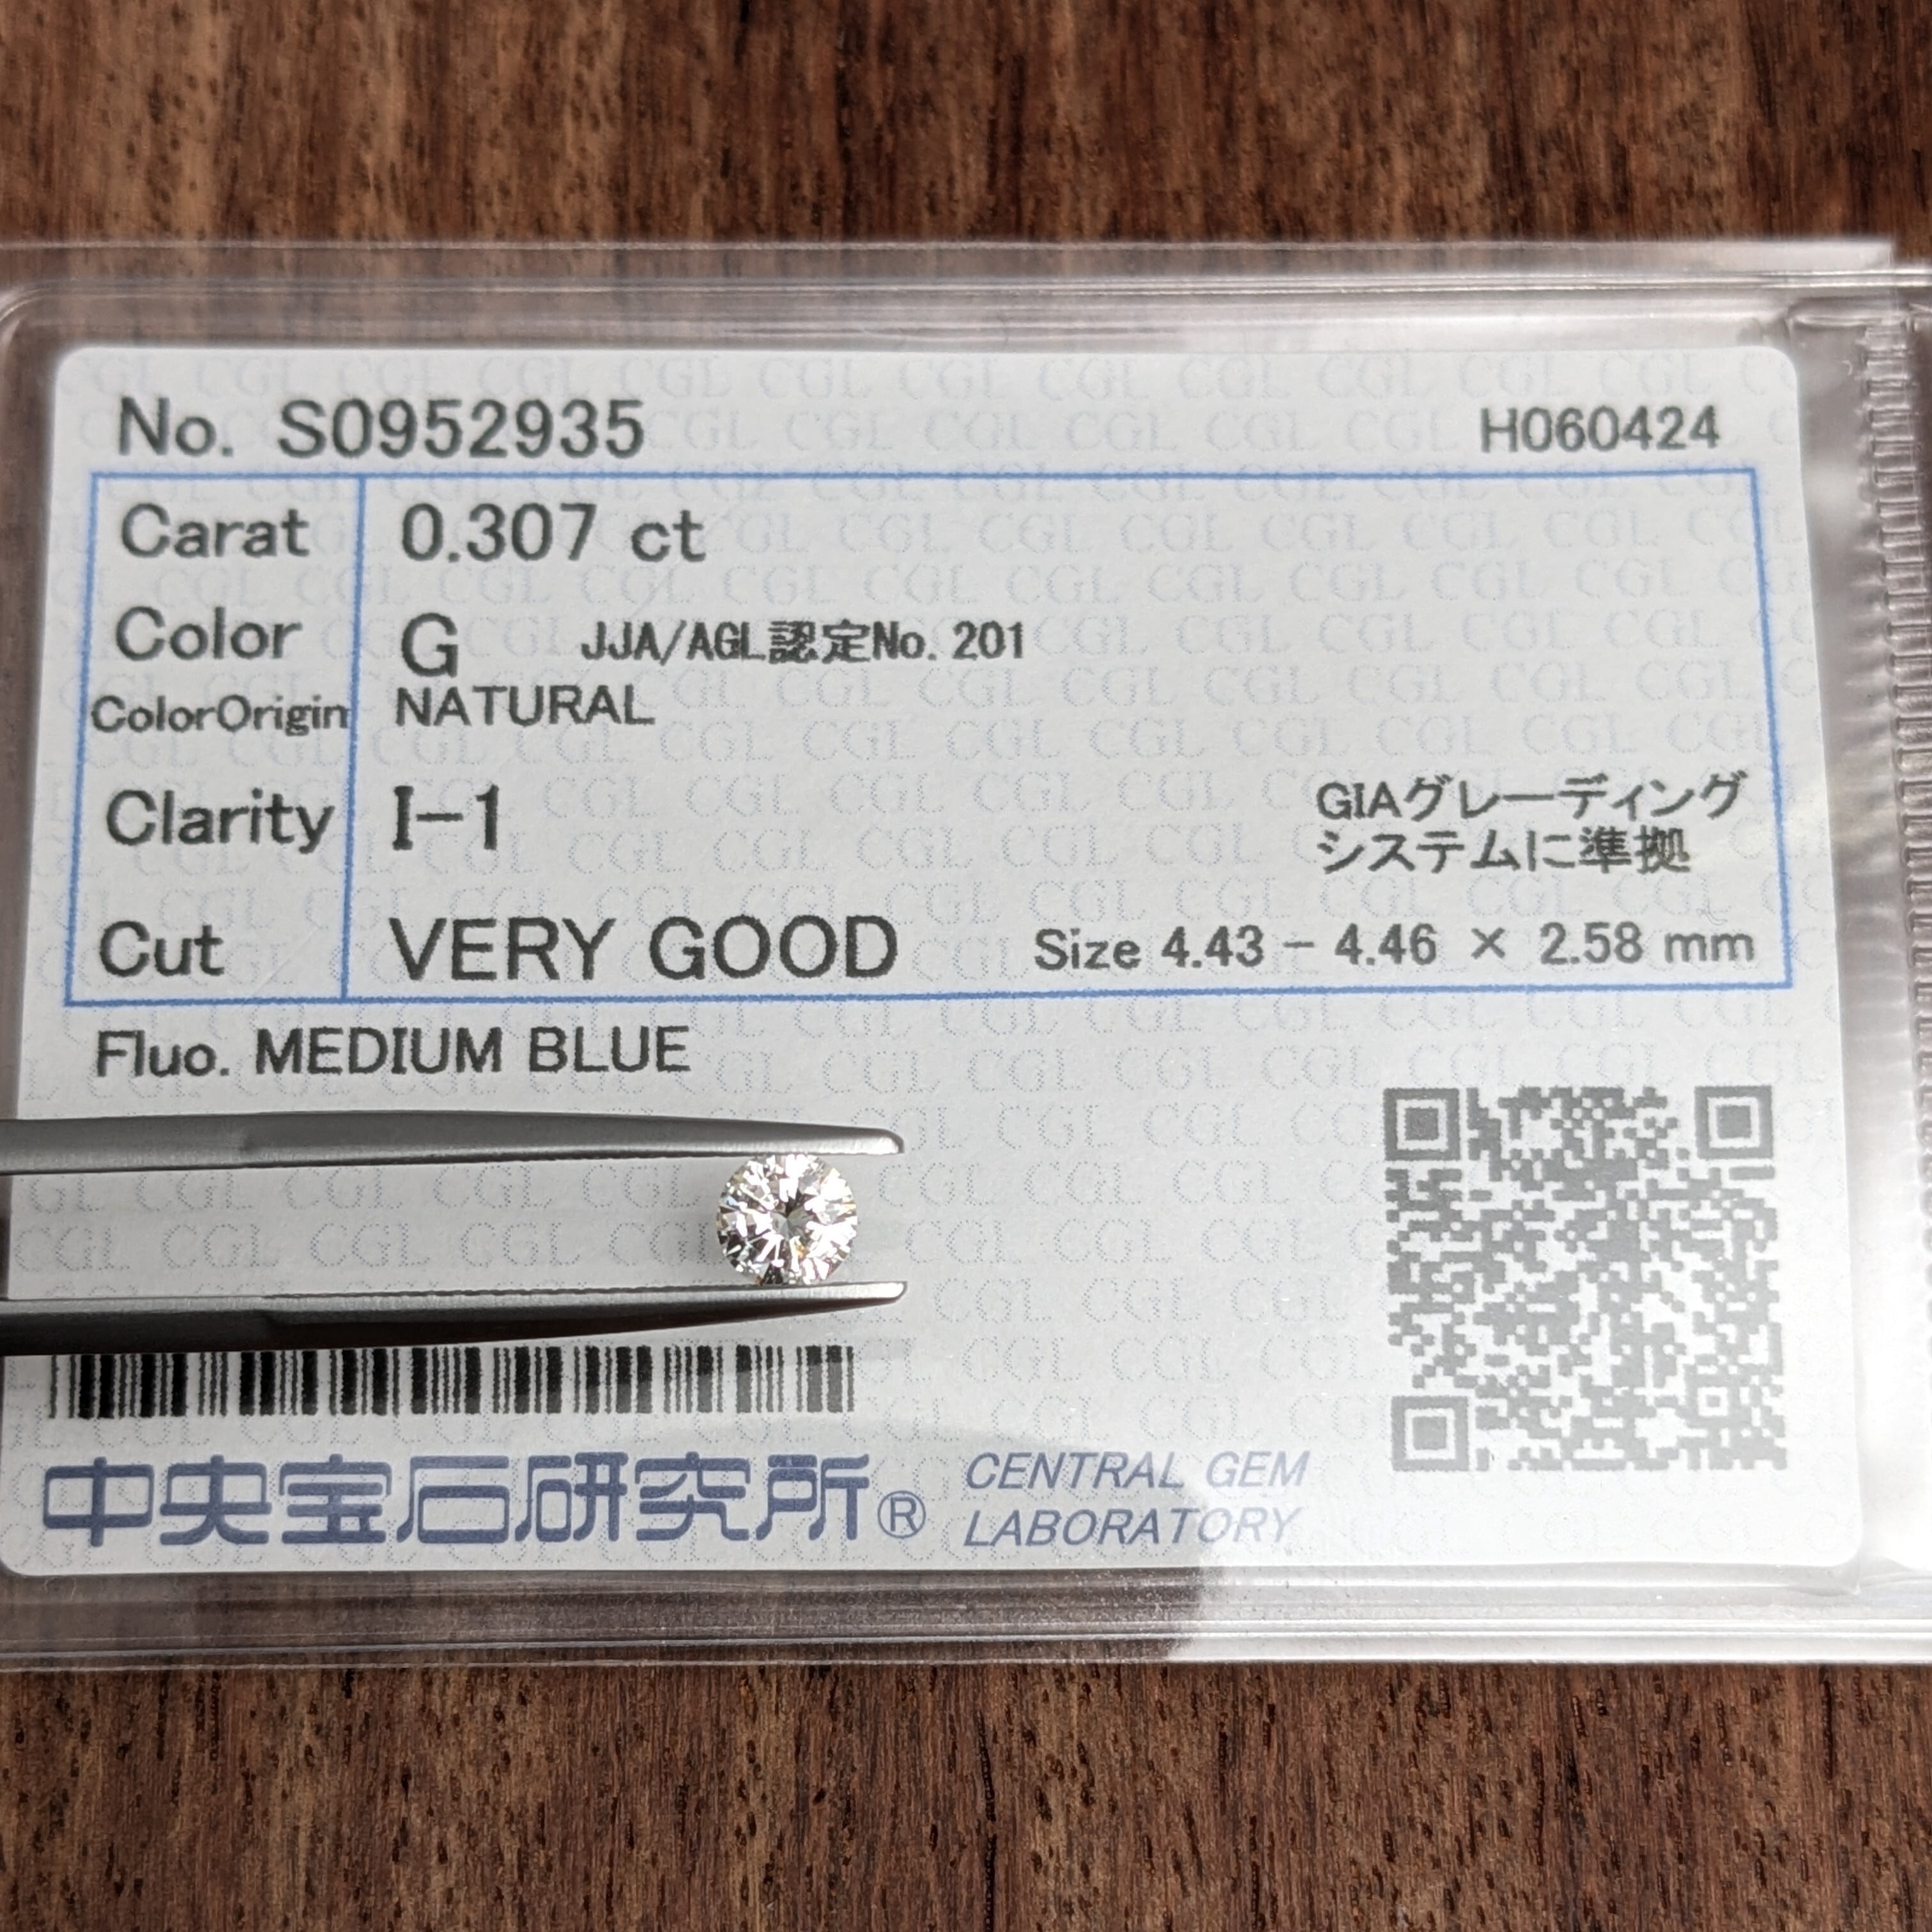 No. S0952935 H060424
Carat 0.307 ct
Color G JJA/AGL認定No. 201
ColorOrigin NATURAL
Clarity I-1 GIAグレーディング
システムに準拠
Cut VERY GOOD Size 4.43 - 4.46 × 2.58 mm
Fluo. MEDIUM BLUE
中央宝石研究所® CENTRAL GEM
LABORATORY